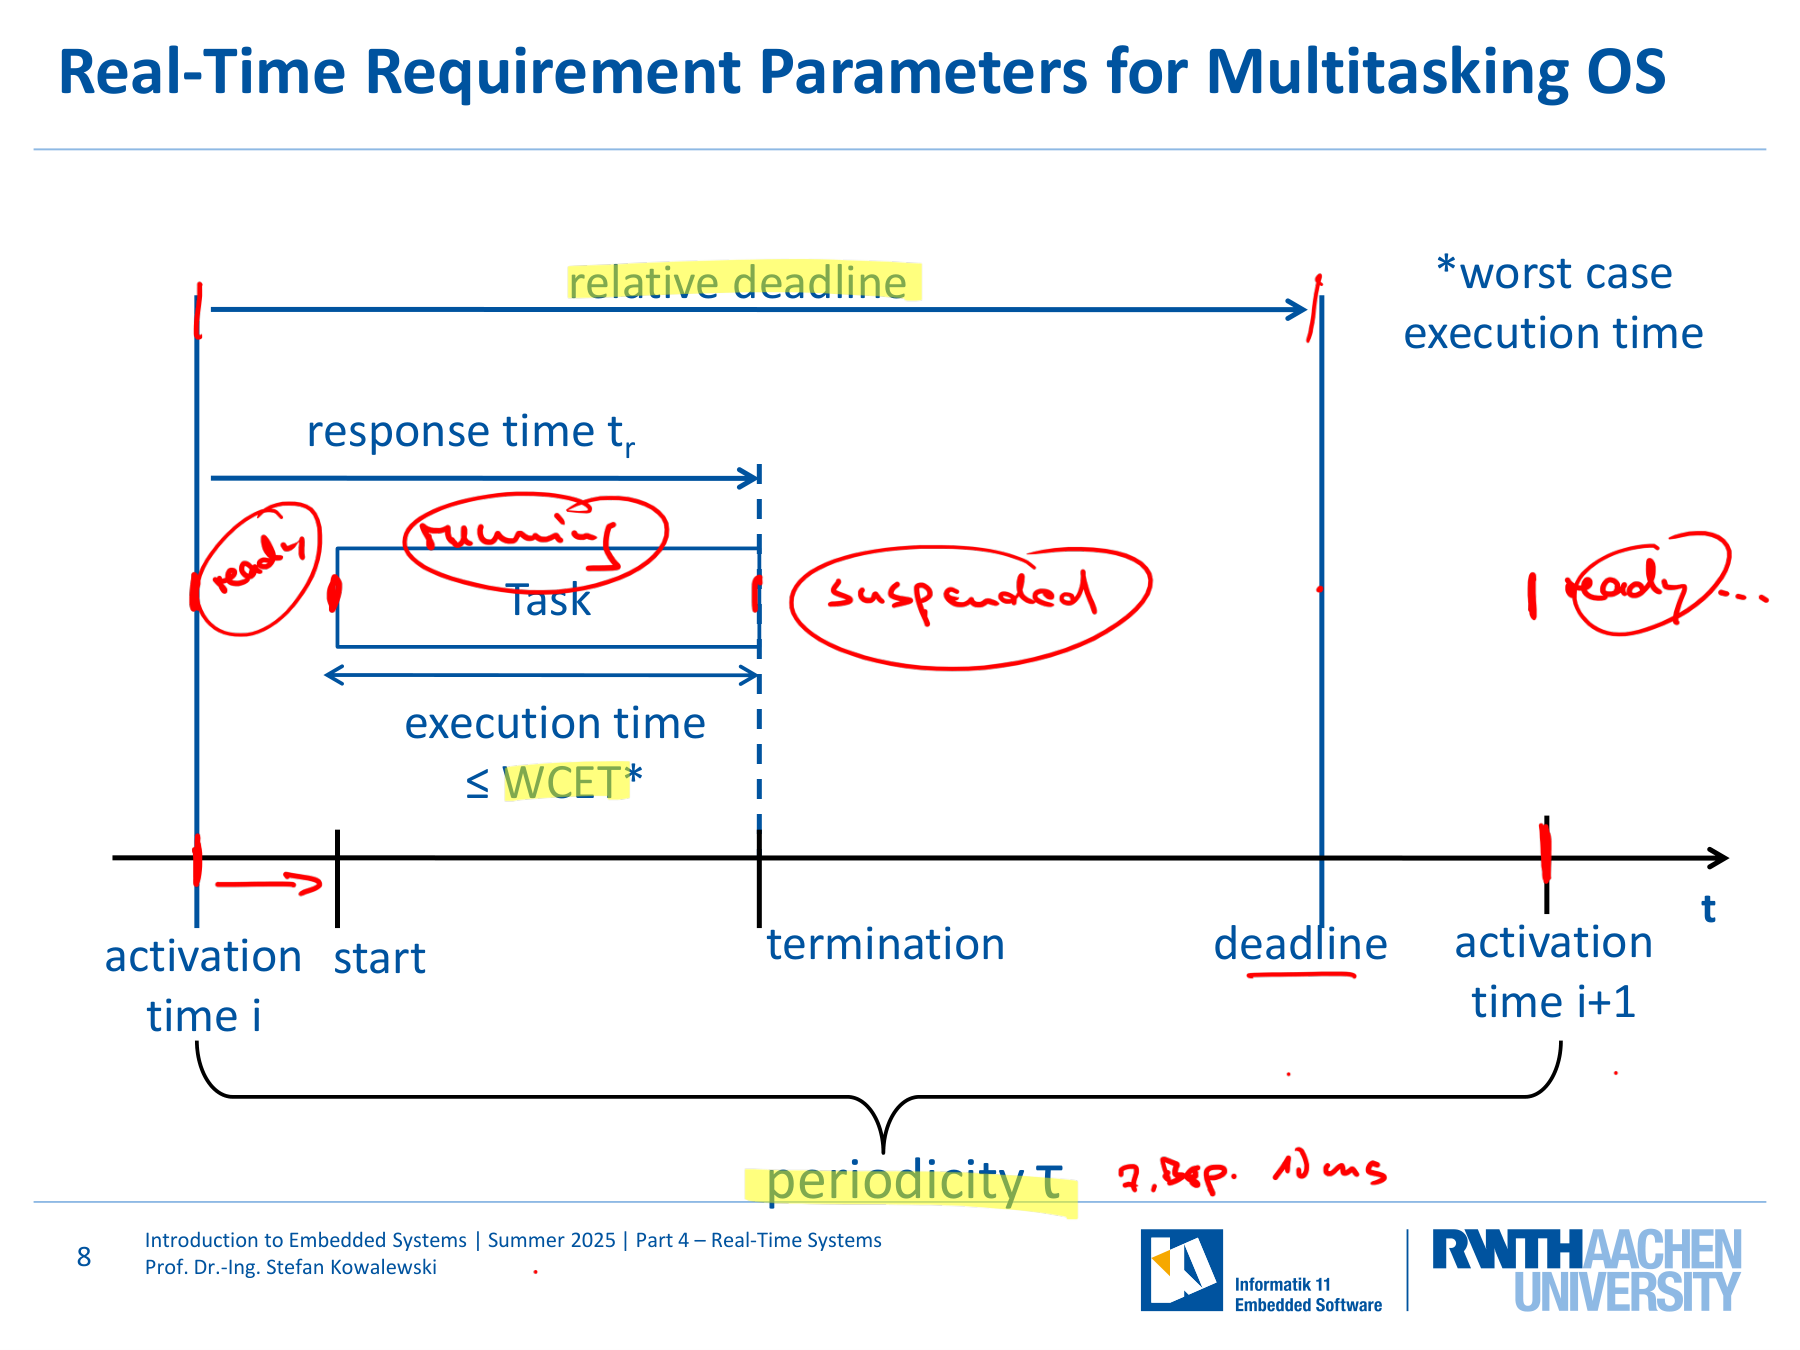 Real-Time Requirement Parameters for Multitasking OS
relative deadline
*worst case
execution time
response time tr
ready
running
Task
suspended
ready...
execution time
≤ WCET*
t
activation
time i
start
termination
deadline
activation
time i+1
periodicity τ
z.Bsp. 10 ms
8
Introduction to Embedded Systems | Summer 2025 | Part 4 – Real-Time Systems
Prof. Dr.-Ing. Stefan Kowalewski
Informatik 11
Embedded Software
RWTH AACHEN
UNIVERSITY